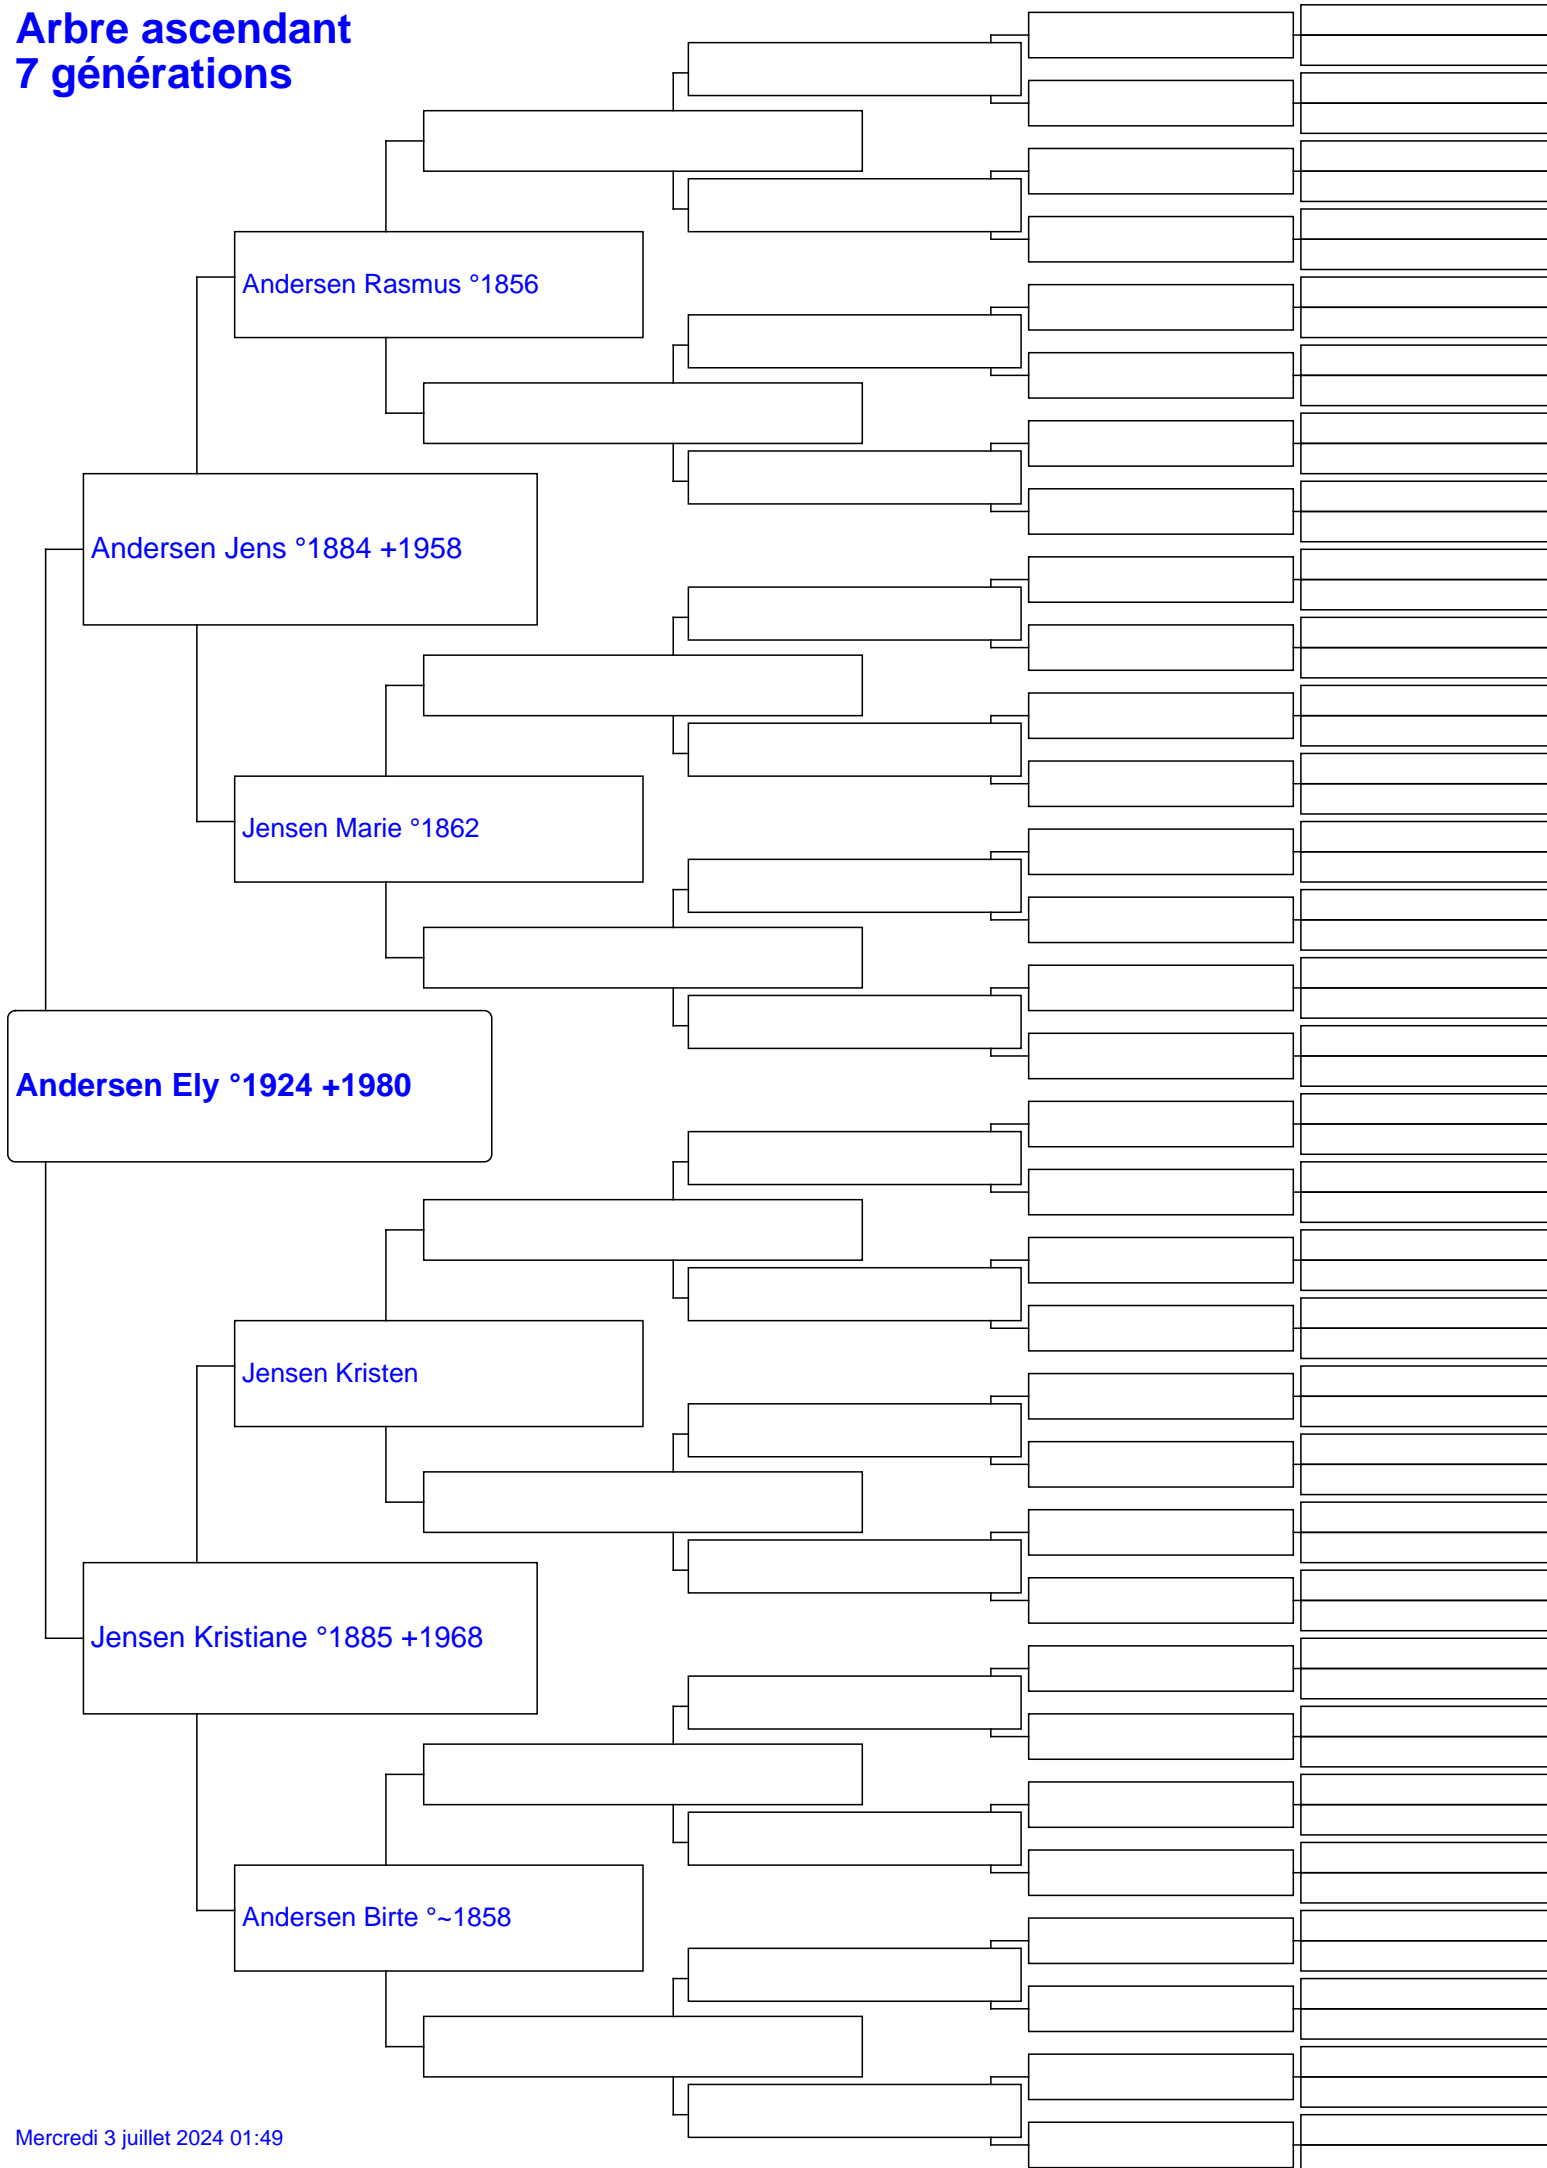 Arbre ascendant
7 générations
Andersen Rasmus °1856
Andersen Jens °1884 +1958
Jensen Marie °1862
Andersen Ely °1924 +1980
Jensen Kristen
Jensen Kristiane °1885 +1968
Andersen Birte °~1858
Mercredi 3 juillet 2024 01:49